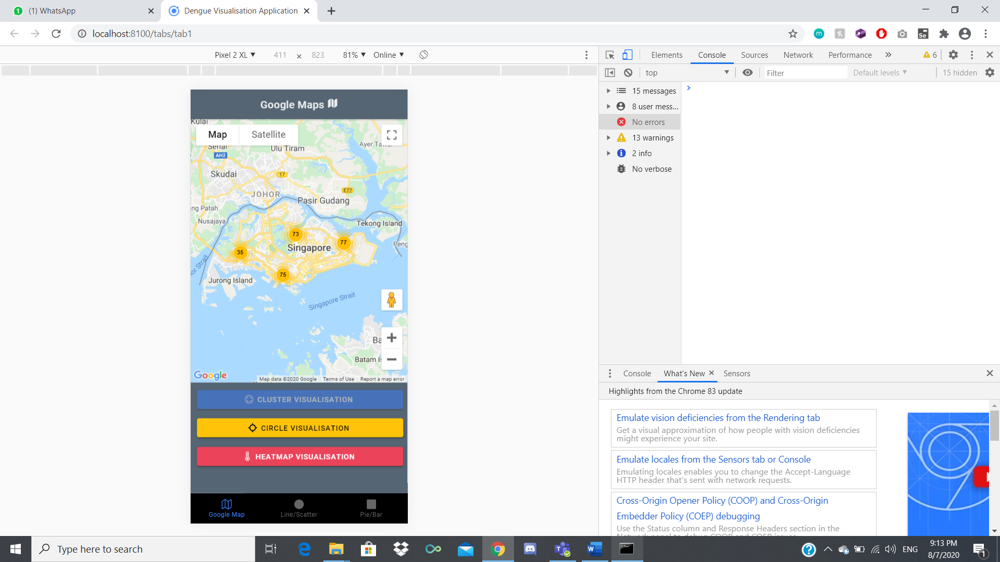 (1) WhatsApp
Dengue Visualisation Application
localhost:8100/tabs/tab1
Pixel 2 XL ▼ 411 × 823 81% ▼ Online ▼
Elements Console Sources Network Performance » 6
top ▼ Filter Default levels ▼ 15 hidden
15 messages
8 user mess...
No errors
13 warnings
2 info
No verbose
Google Maps
Kulai
Map Satellite
Senai
Ulu Tiram
AH2
Skudai
17
JOHOR
E22
Pasir Gudang
ng Patah
Nusajaya
Tekong Island
73
77
Peng
Singapore
35
75
Jurong Island
Singapore Strait
Batam Is
Google
Map data ©2020 Google Terms of Use Report a map error
CLUSTER VISUALISATION
CIRCLE VISUALISATION
HEATMAP VISUALISATION
Google Map
Line/Scatter
Pie/Bar
Console What's New Sensors
Highlights from the Chrome 83 update
Emulate vision deficiencies from the Rendering tab
Get a visual approximation of how people with vision deficiencies
might experience your site.
Emulate locales from the Sensors tab or Console
Emulating locales enables you to change the Accept-Language
HTTP header that's sent with network requests.
Cross-Origin Opener Policy (COOP) and Cross-Origin
Embedder Policy (COEP) debugging
Use the Status column and Response Headers section in the
Type here to search
ENG
9:13 PM
8/7/2020
1